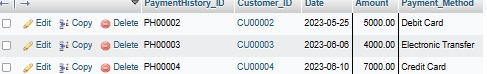 PaymentHistory_ID Customer_ID Date Amount Payment_Method
Edit Copy Delete PH00002 CU00002 2023-05-25 5000.00 Debit Card
Edit Copy Delete PH00003 CU00003 2023-06-06 4000.00 Electronic Transfer
Edit Copy Delete PH00004 CU00004 2023-06-10 7000.00 Credit Card